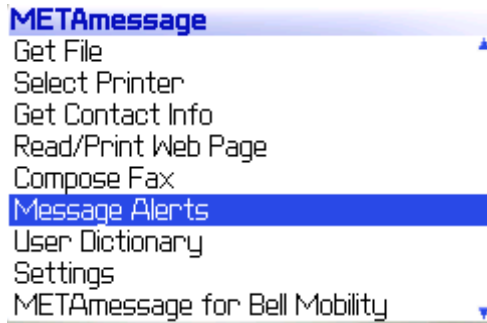 METAmessage
Get File
Select Printer
Get Contact Info
Read/Print Web Page
Compose Fax
Message Alerts
User Dictionary
Settings
METAmessage for Bell Mobility